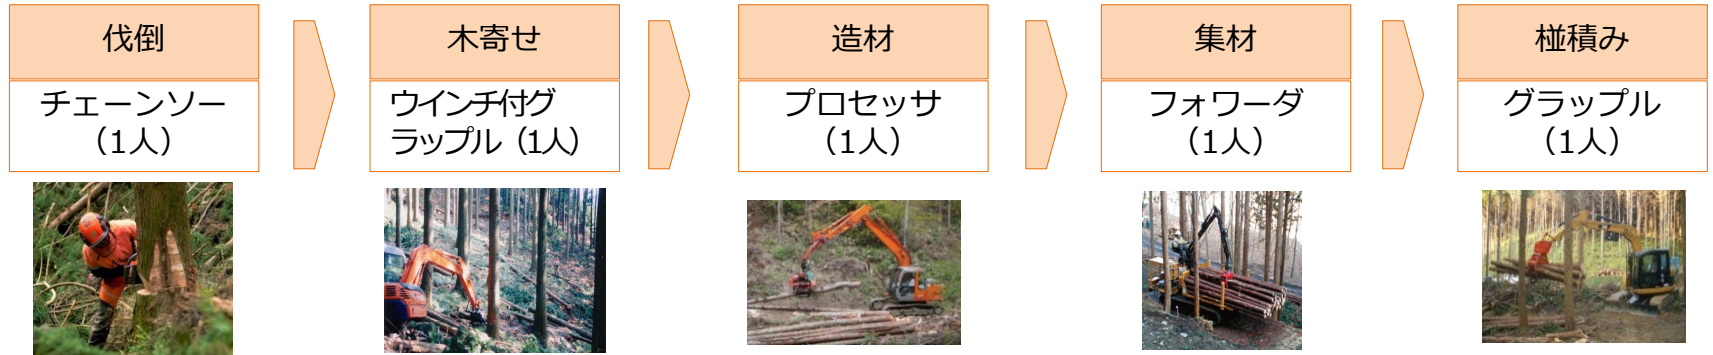 伐倒
チェーンソー
（1人）
木寄せ
ウインチ付グ
ラップル（1人）
造材
プロセッサ
（1人）
集材
フォワーダ
（1人）
椪積み
グラップル
（1人）